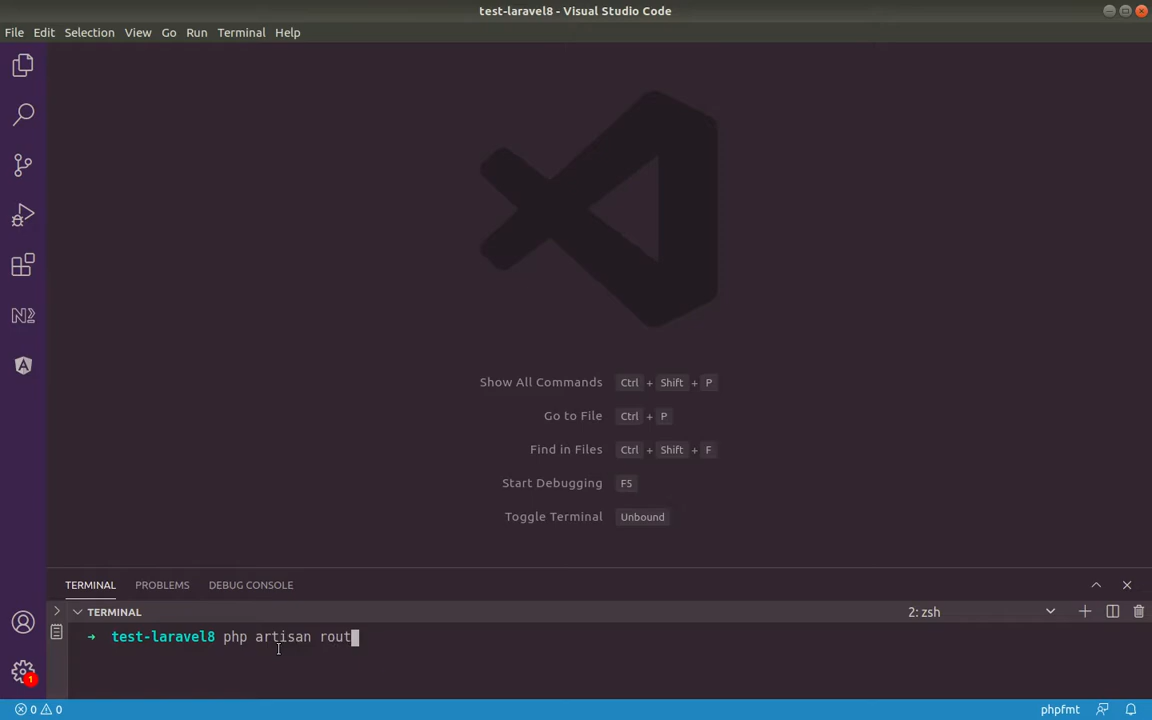 test-laravel8 - Visual Studio Code
File Edit Selection View Go Run Terminal Help
Show All Commands Ctrl + Shift + P
Go to File Ctrl + P
Find in Files Ctrl + Shift + F
Start Debugging F5
Toggle Terminal Unbound
TERMINAL PROBLEMS DEBUG CONSOLE
TERMINAL 2: zsh
➜ test-laravel8 php artisan rout
1
0 0 phpfmt